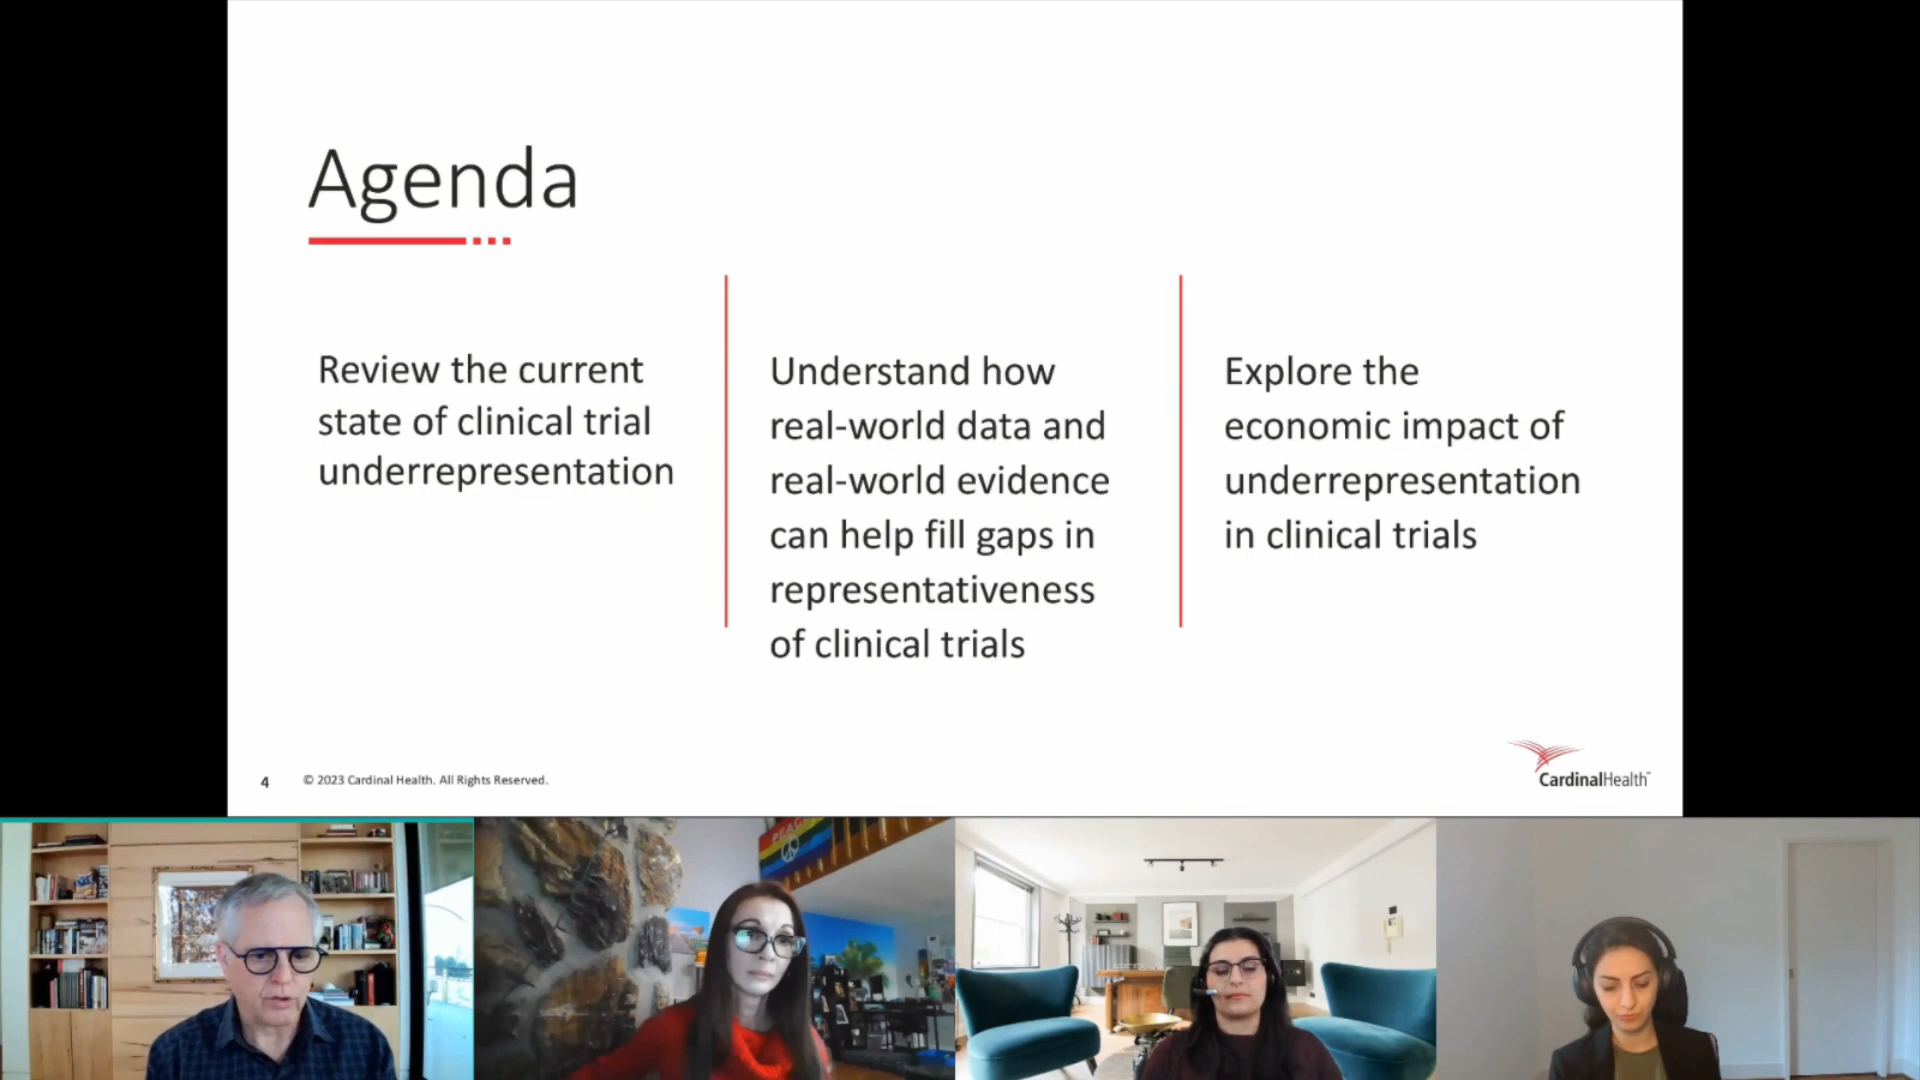 Agenda
Review the current
state of clinical trial
underrepresentation
Understand how
real-world data and
real-world evidence
can help fill gaps in
representativeness
of clinical trials
Explore the
economic impact of
underrepresentation
in clinical trials
4
© 2023 Cardinal Health. All Rights Reserved.
CardinalHealth™
PEACE